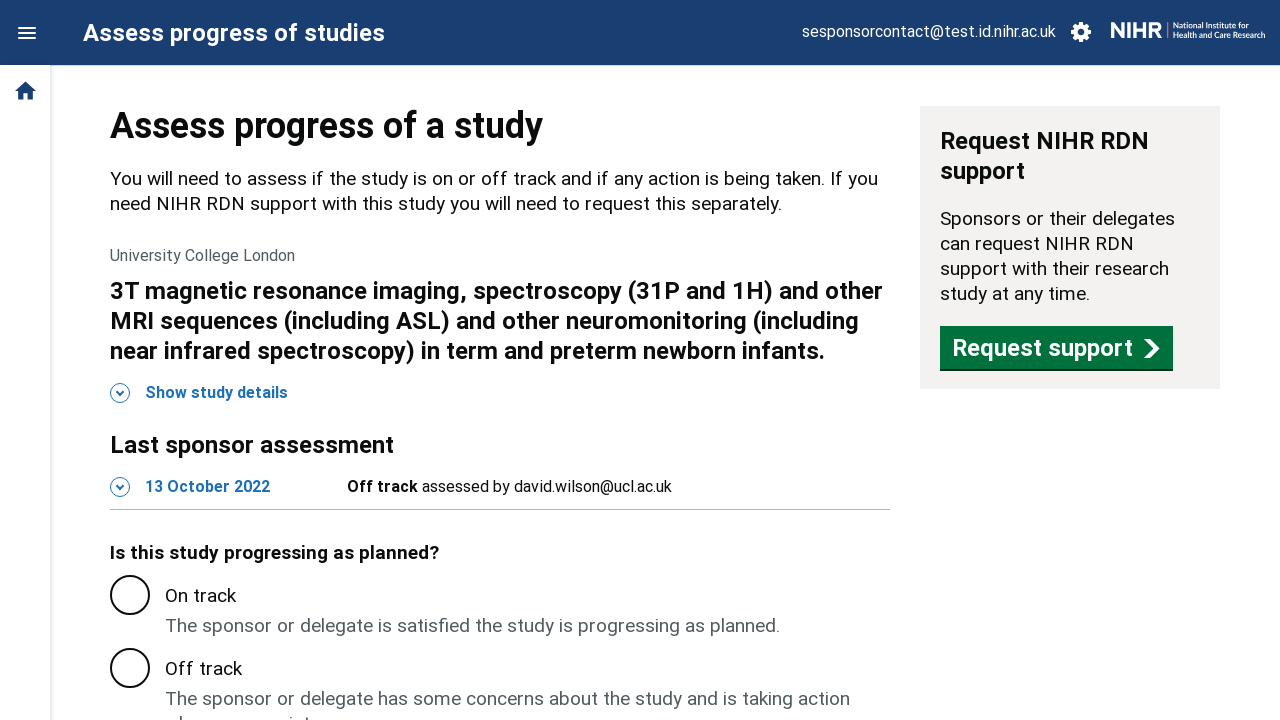 Assess progress of studies
sesponsorcontact@test.id.nihr.ac.uk
NIHR
National Institute for
Health and Care Research
Assess progress of a study
You will need to assess if the study is on or off track and if any action is being taken. If you
need NIHR RDN support with this study you will need to request this separately.
University College London
3T magnetic resonance imaging, spectroscopy (31P and 1H) and other
MRI sequences (including ASL) and other neuromonitoring (including
near infrared spectroscopy) in term and preterm newborn infants.
Show study details
Last sponsor assessment
13 October 2022 Off track assessed by david.wilson@ucl.ac.uk
Is this study progressing as planned?
On track
The sponsor or delegate is satisfied the study is progressing as planned.
Off track
The sponsor or delegate has some concerns about the study and is taking action
Request NIHR RDN
support
Sponsors or their delegates
can request NIHR RDN
support with their research
study at any time.
Request support